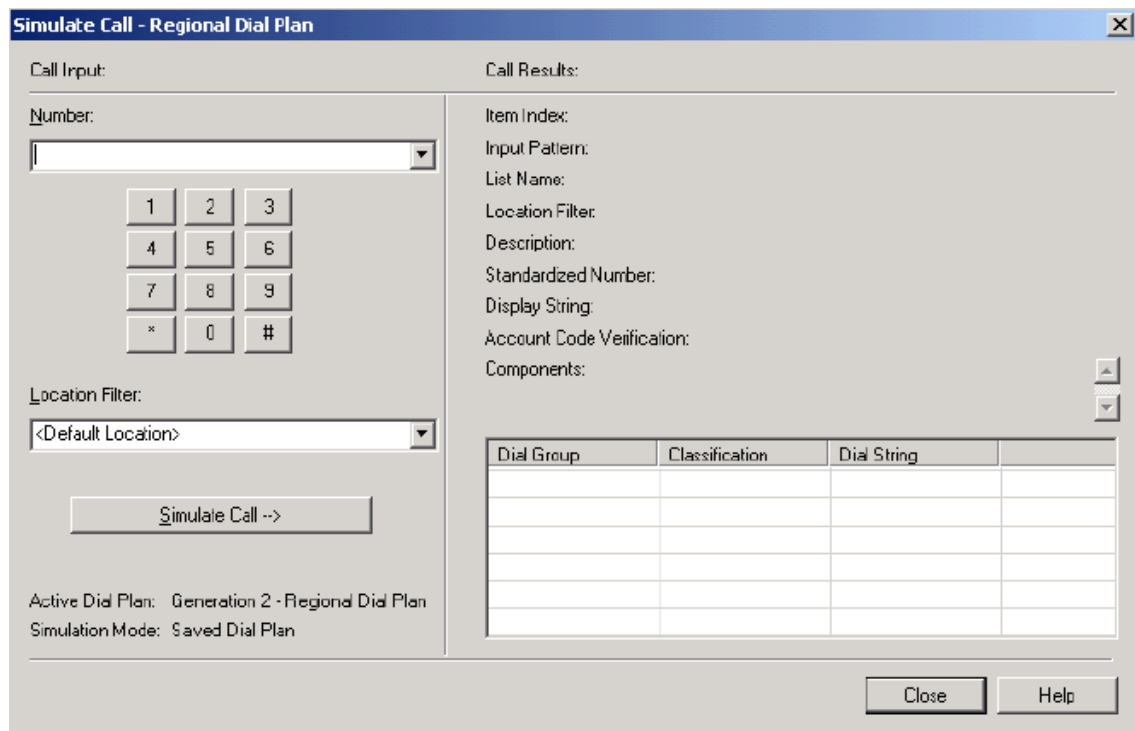 Simulate Call - Regional Dial Plan
Call Input:
Number:
1 2 3
4 5 6
7 8 9
* 0 #
Location Filter:
<Default Location>
Simulate Call -->
Active Dial Plan: Generation 2 - Regional Dial Plan
Simulation Mode: Saved Dial Plan
Call Results:
Item Index:
Input Pattern:
List Name:
Location Filter:
Description:
Standardized Number:
Display String:
Account Code Verification:
Components:
Dial Group Classification Dial String
Close Help